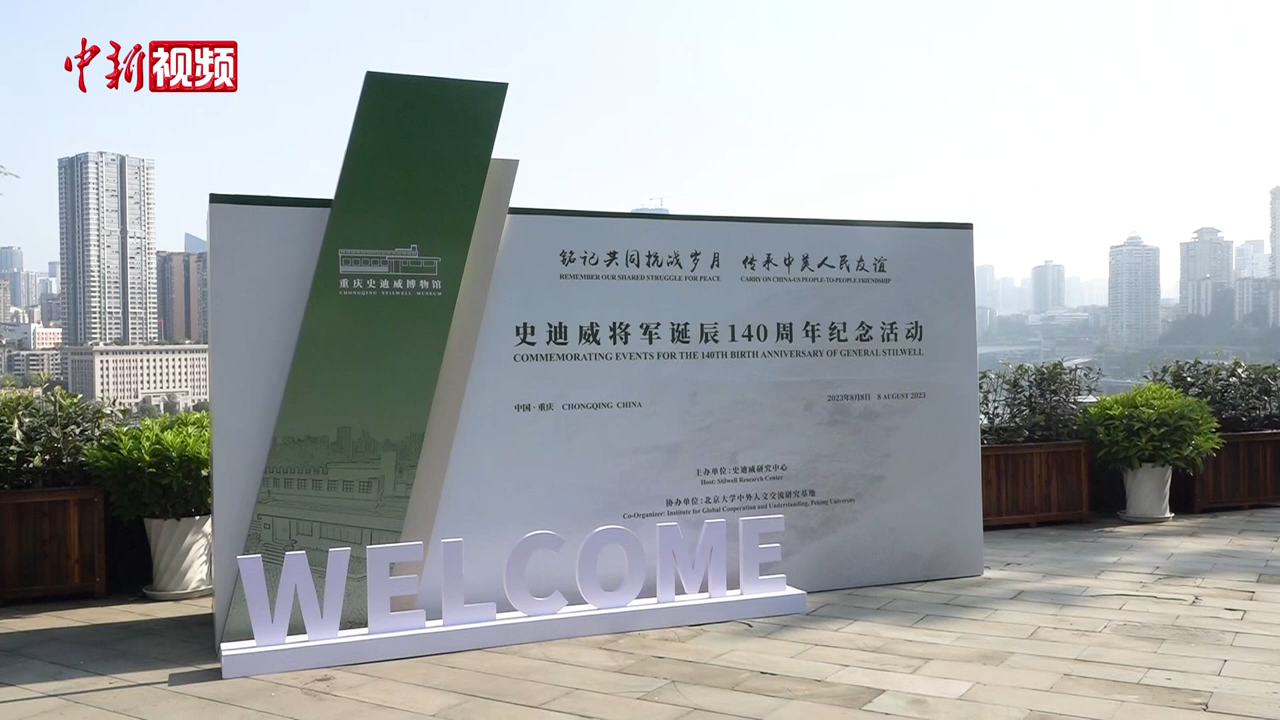 中新视频
重庆史迪威博物馆
CHONGQING STILWELL MUSEUM
铭记共同抗战岁月 传承中美人民友谊
REMEMBER OUR SHARED STRUGGLE FOR PEACE CARRY ON CHINA-US PEOPLE-TO-PEOPLE FRIENDSHIP
史迪威将军诞辰140周年纪念活动
COMMEMORATING EVENTS FOR THE 140TH BIRTH ANNIVERSARY OF GENERAL STILWELL
中国·重庆 CHONGQING CHINA 2023年8月8日 8 AUGUST 2023
主办单位:史迪威研究中心
Host: Stilwell Research Center
协办单位:北京大学中外人文交流研究基地
Co-Organizer: Institute for Global Cooperation and Understanding, Peking University
WELCOME